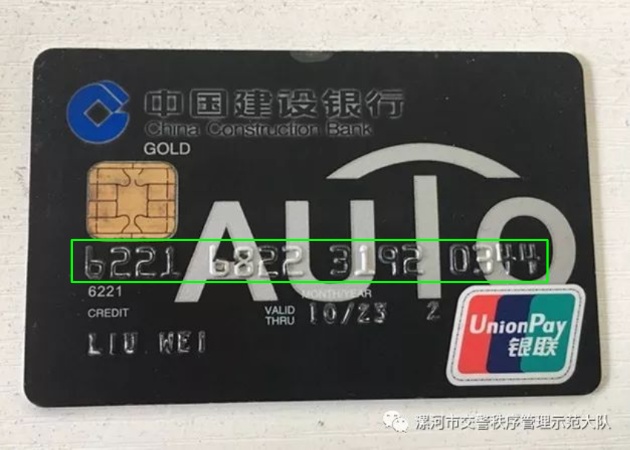 中国建设银行
China Construction Bank
GOLD
AUTO
6221 6822 3192 0344
6221
MONTH/YEAR
CREDIT
VALID THRU 10/23 2
LIU WEI
UnionPay
银联
漯河市交警秩序管理示范大队